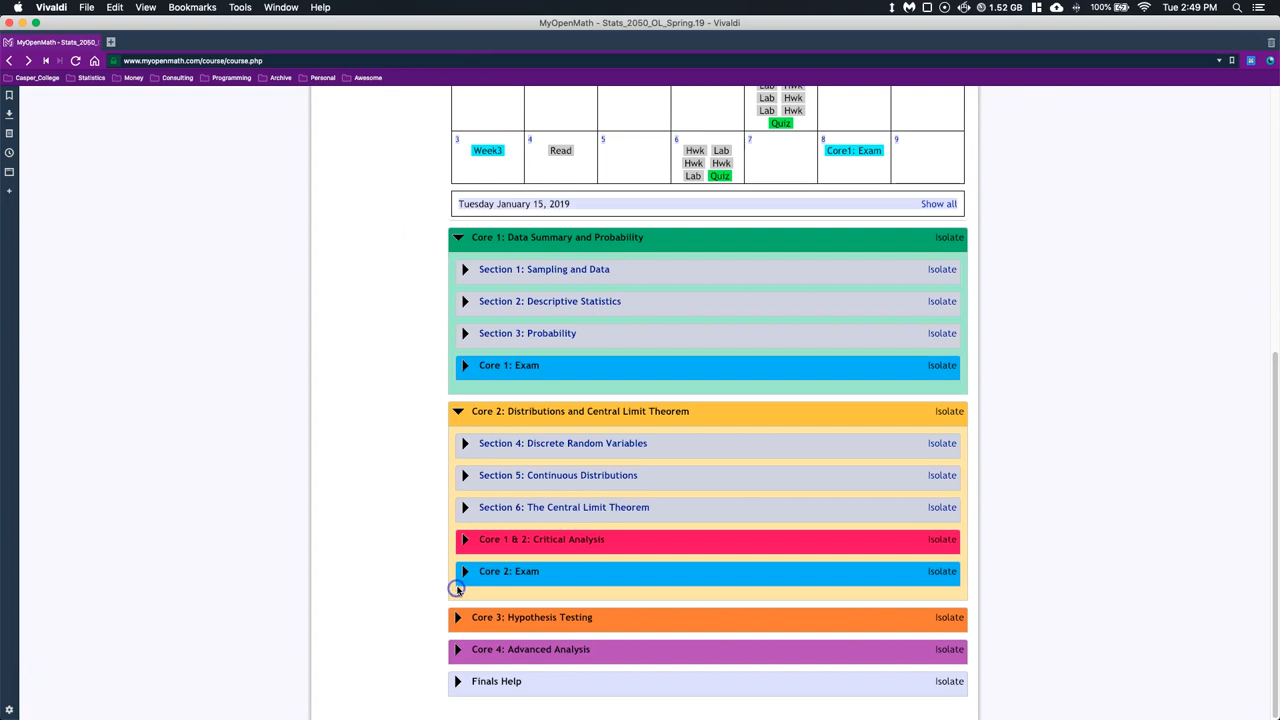 Vivaldi File Edit View Bookmarks Tools Window Help 1.52 GB 100% Tue 2:49 PM
MyOpenMath - Stats_2050_OL_Spring.19 - Vivaldi
MyOpenMath - Stats_2050_(
www.myopenmath.com/course/course.php
Casper_College Statistics Money Consulting Programming Archive Personal Awesome
Lab Hwk
Lab Hwk
Lab Hwk
Quiz
3 4 5 6 7 8 9
Week3 Read Hwk Lab Core1: Exam
Hwk Hwk
Lab Quiz
Tuesday January 15, 2019 Show all
Core 1: Data Summary and Probability Isolate
Section 1: Sampling and Data Isolate
Section 2: Descriptive Statistics Isolate
Section 3: Probability Isolate
Core 1: Exam Isolate
Core 2: Distributions and Central Limit Theorem Isolate
Section 4: Discrete Random Variables Isolate
Section 5: Continuous Distributions Isolate
Section 6: The Central Limit Theorem Isolate
Core 1 & 2: Critical Analysis Isolate
Core 2: Exam Isolate
Core 3: Hypothesis Testing Isolate
Core 4: Advanced Analysis Isolate
Finals Help Isolate